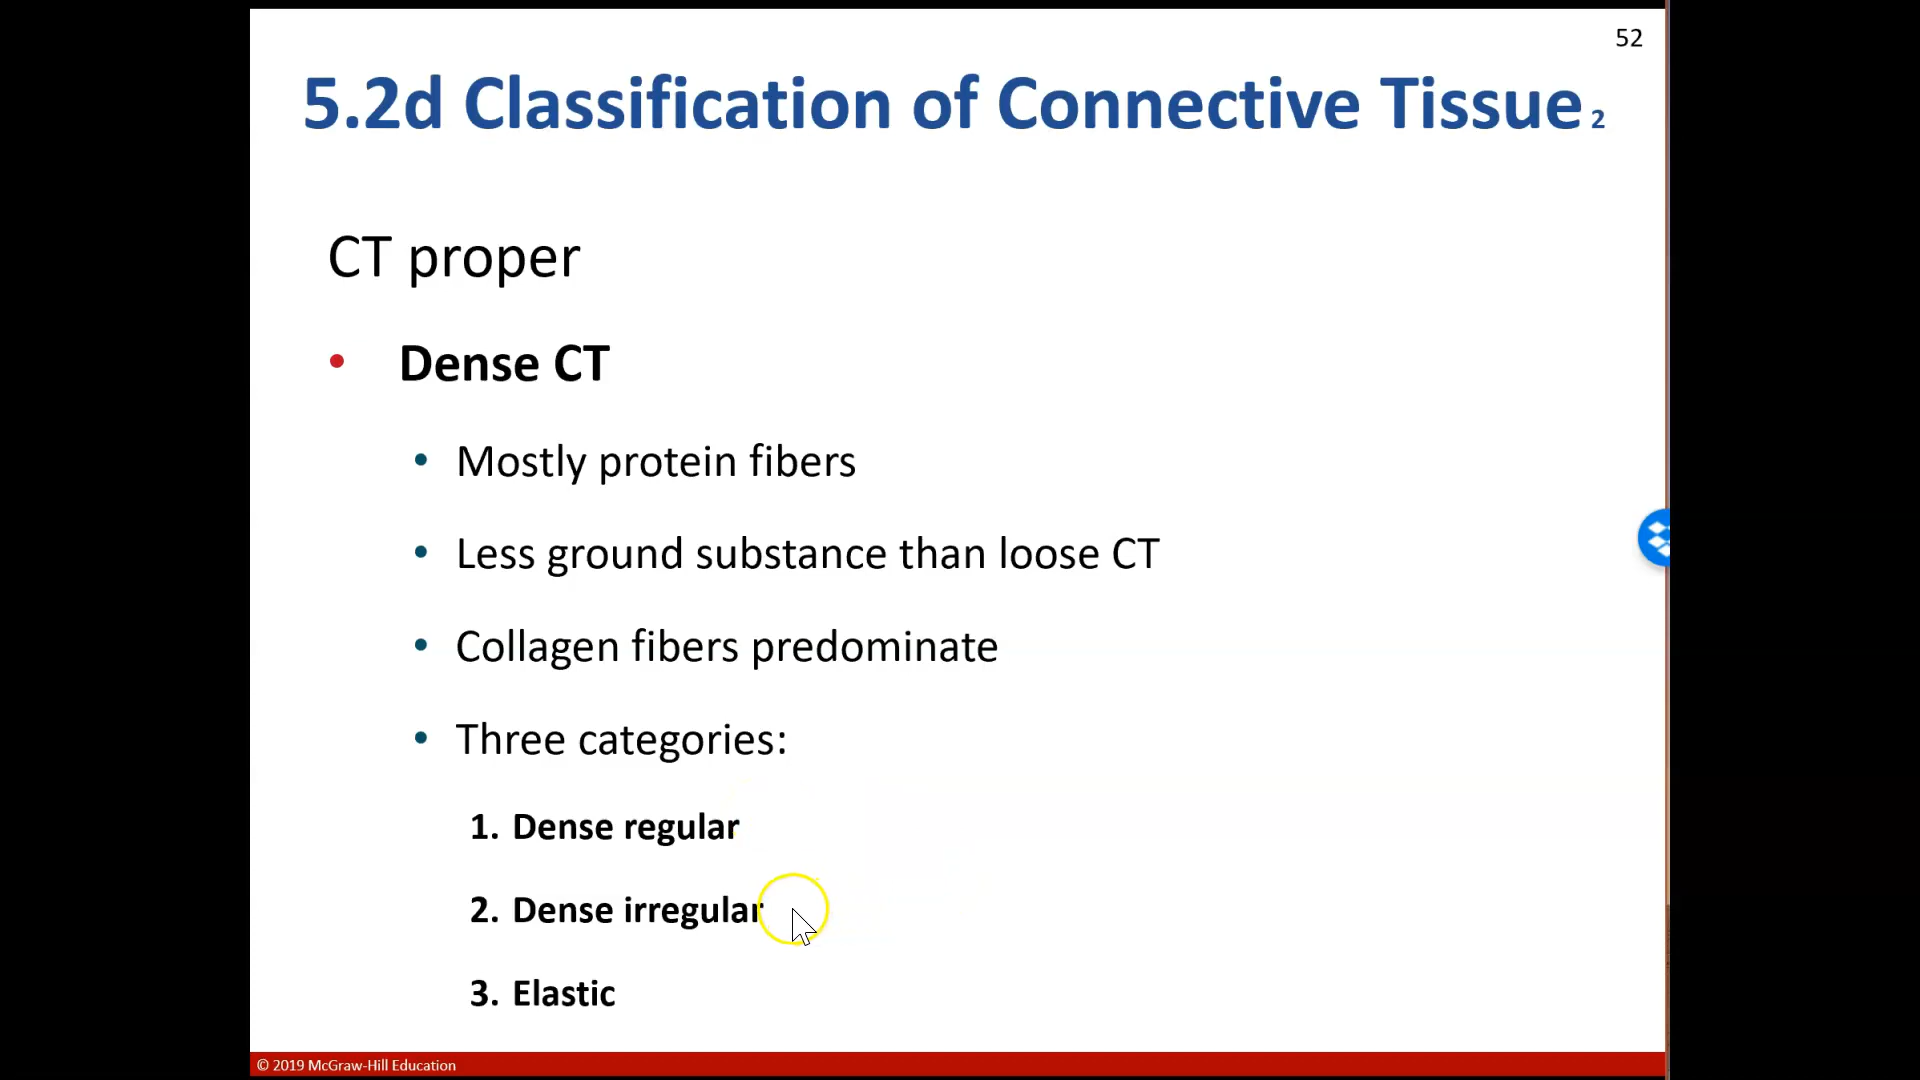 52
5.2d Classification of Connective Tissue 2
CT proper
• Dense CT
• Mostly protein fibers
• Less ground substance than loose CT
• Collagen fibers predominate
• Three categories:
1. Dense regular
2. Dense irregular
3. Elastic
© 2019 McGraw-Hill Education